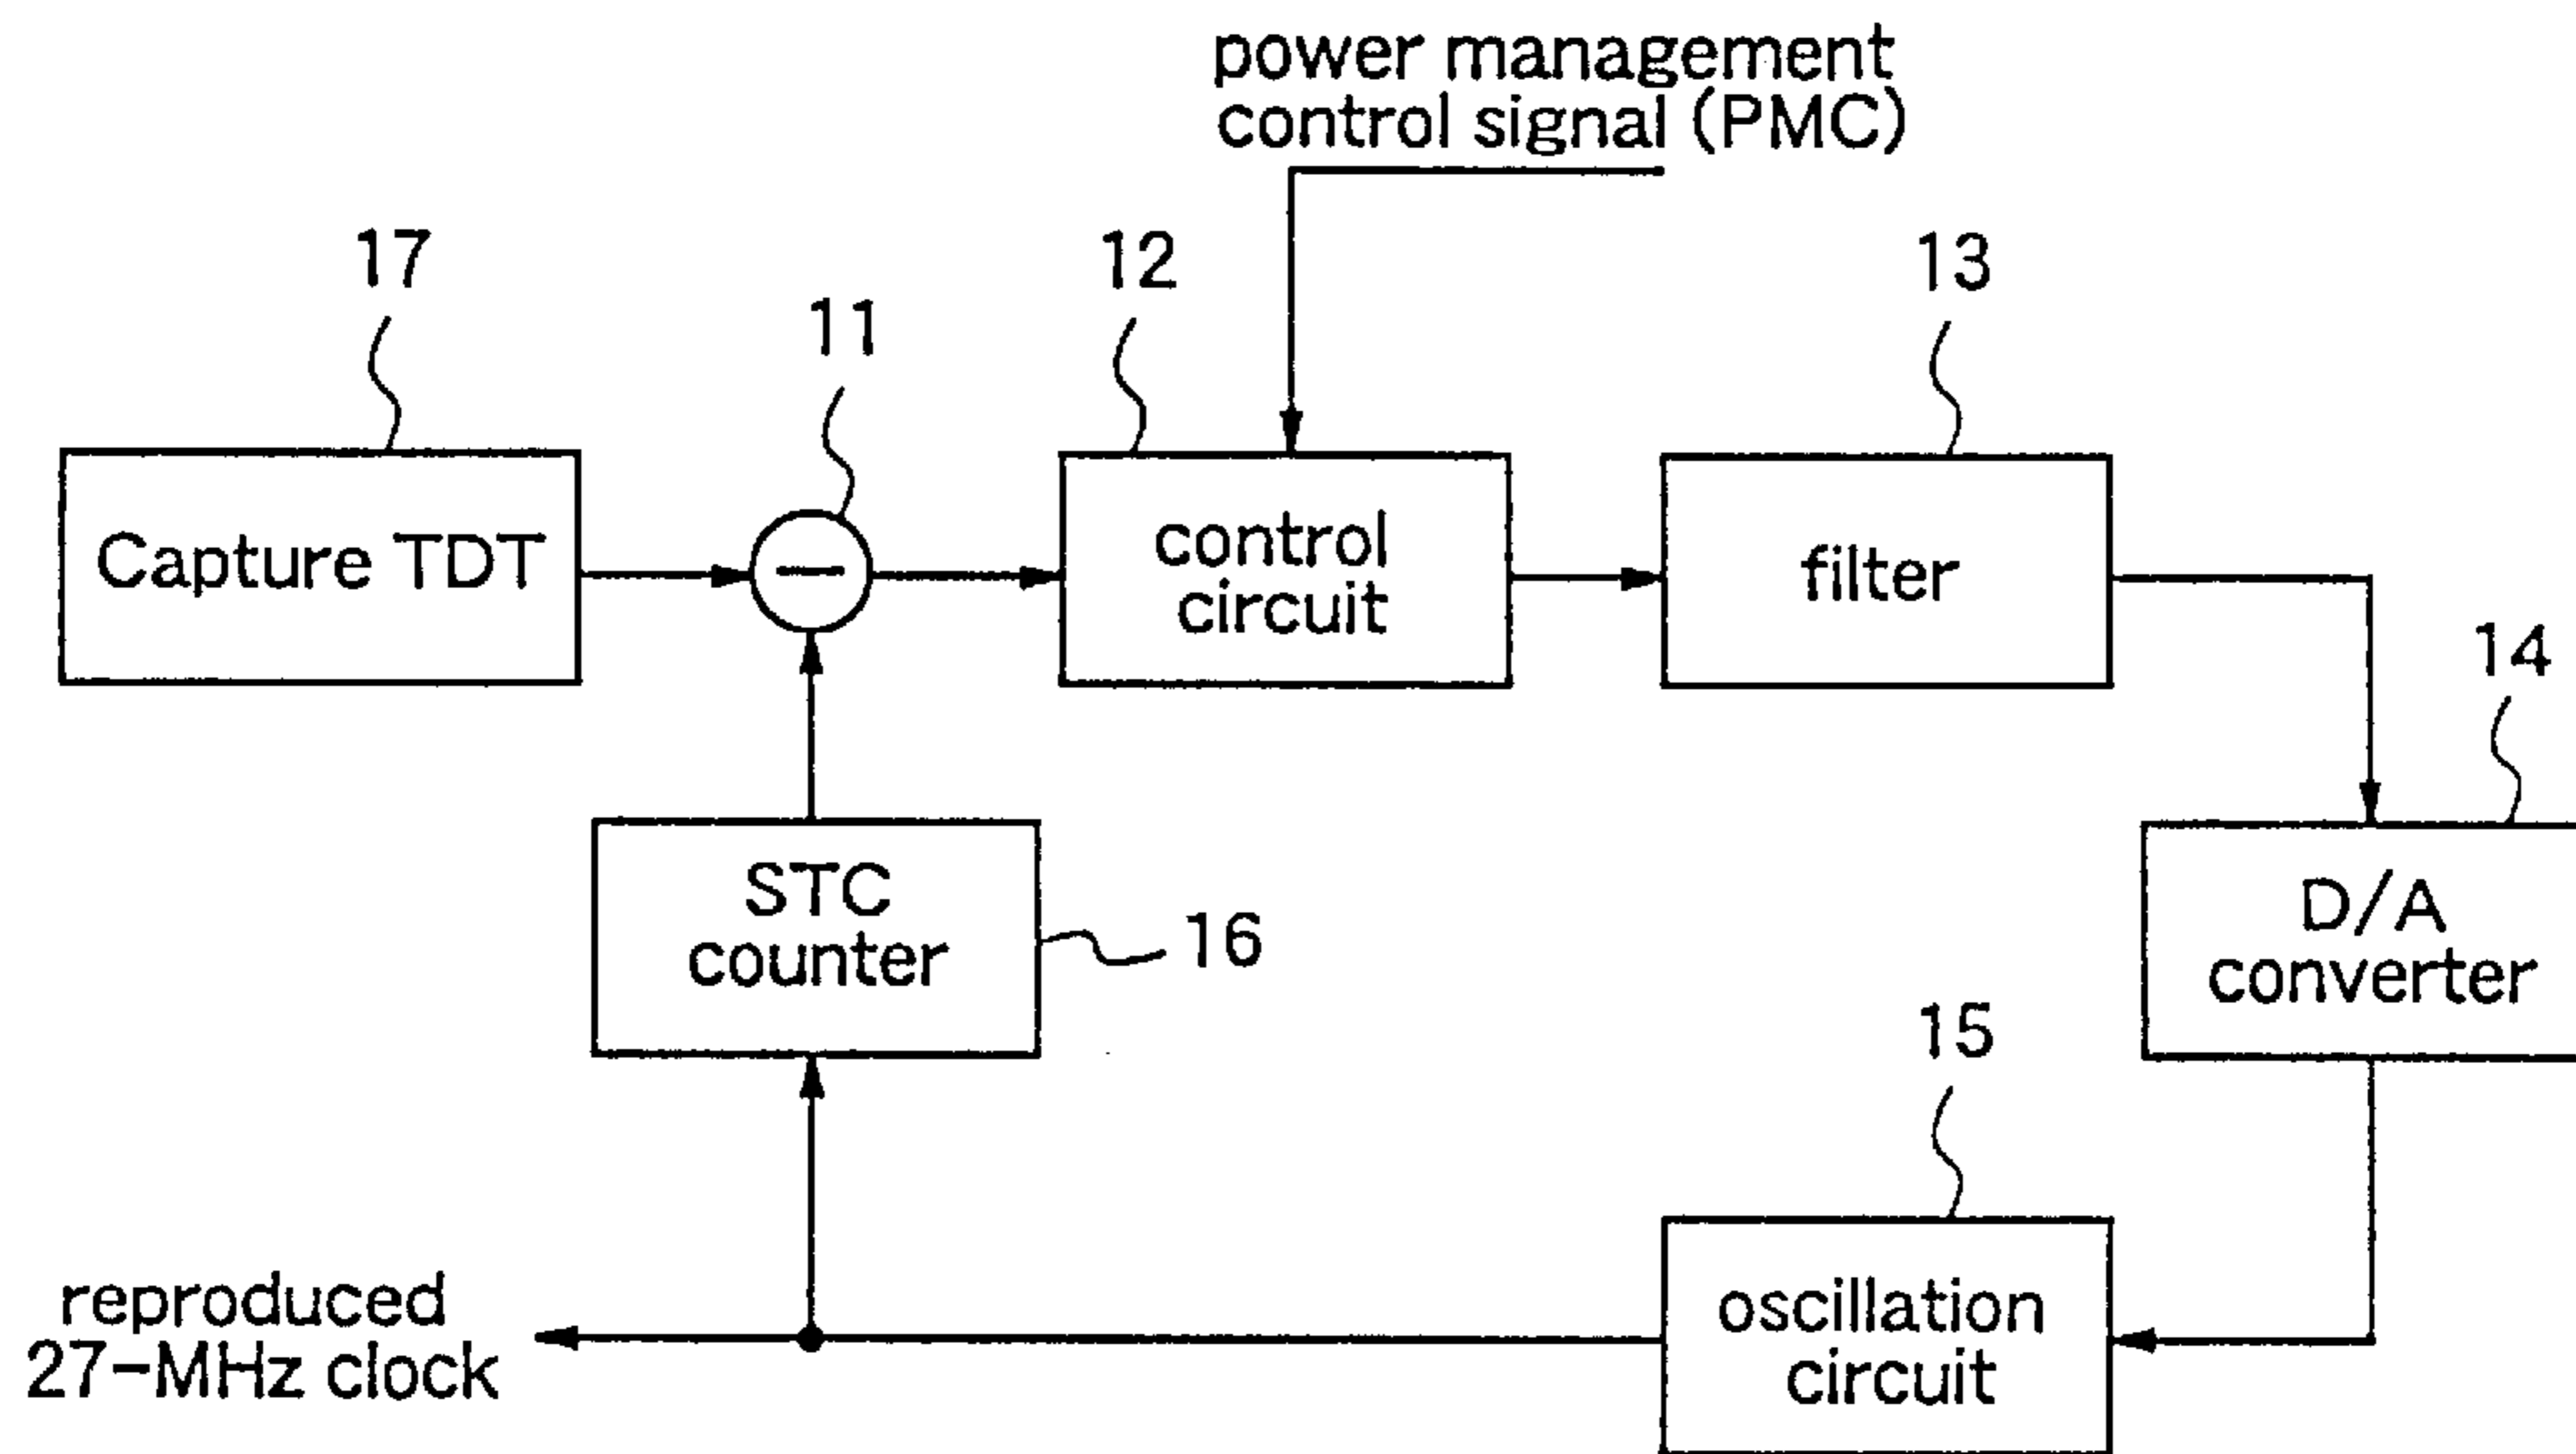 power management
control signal (PMC)
17
11
12
13
Capture TDT
control
circuit
filter
14
STC
counter
16
D/A
converter
15
reproduced
27-MHz clock
oscillation
circuit